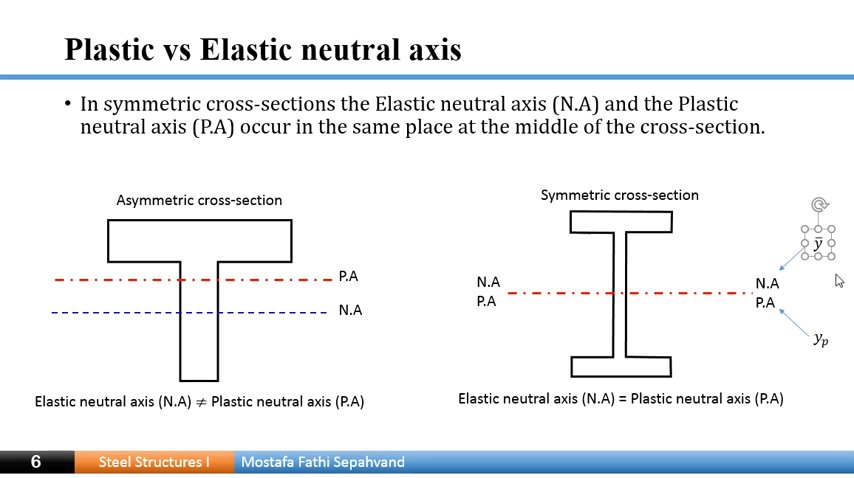 Plastic vs Elastic neutral axis
• In symmetric cross-sections the Elastic neutral axis (N.A) and the Plastic
neutral axis (P.A) occur in the same place at the middle of the cross-section.
Asymmetric cross-section
P.A
N.A
Elastic neutral axis (N.A) ≠ Plastic neutral axis (P.A)
Symmetric cross-section
N.A
P.A
N.A
P.A
ȳ
yₚ
Elastic neutral axis (N.A) = Plastic neutral axis (P.A)
6
Steel Structures I
Mostafa Fathi Sepahvand